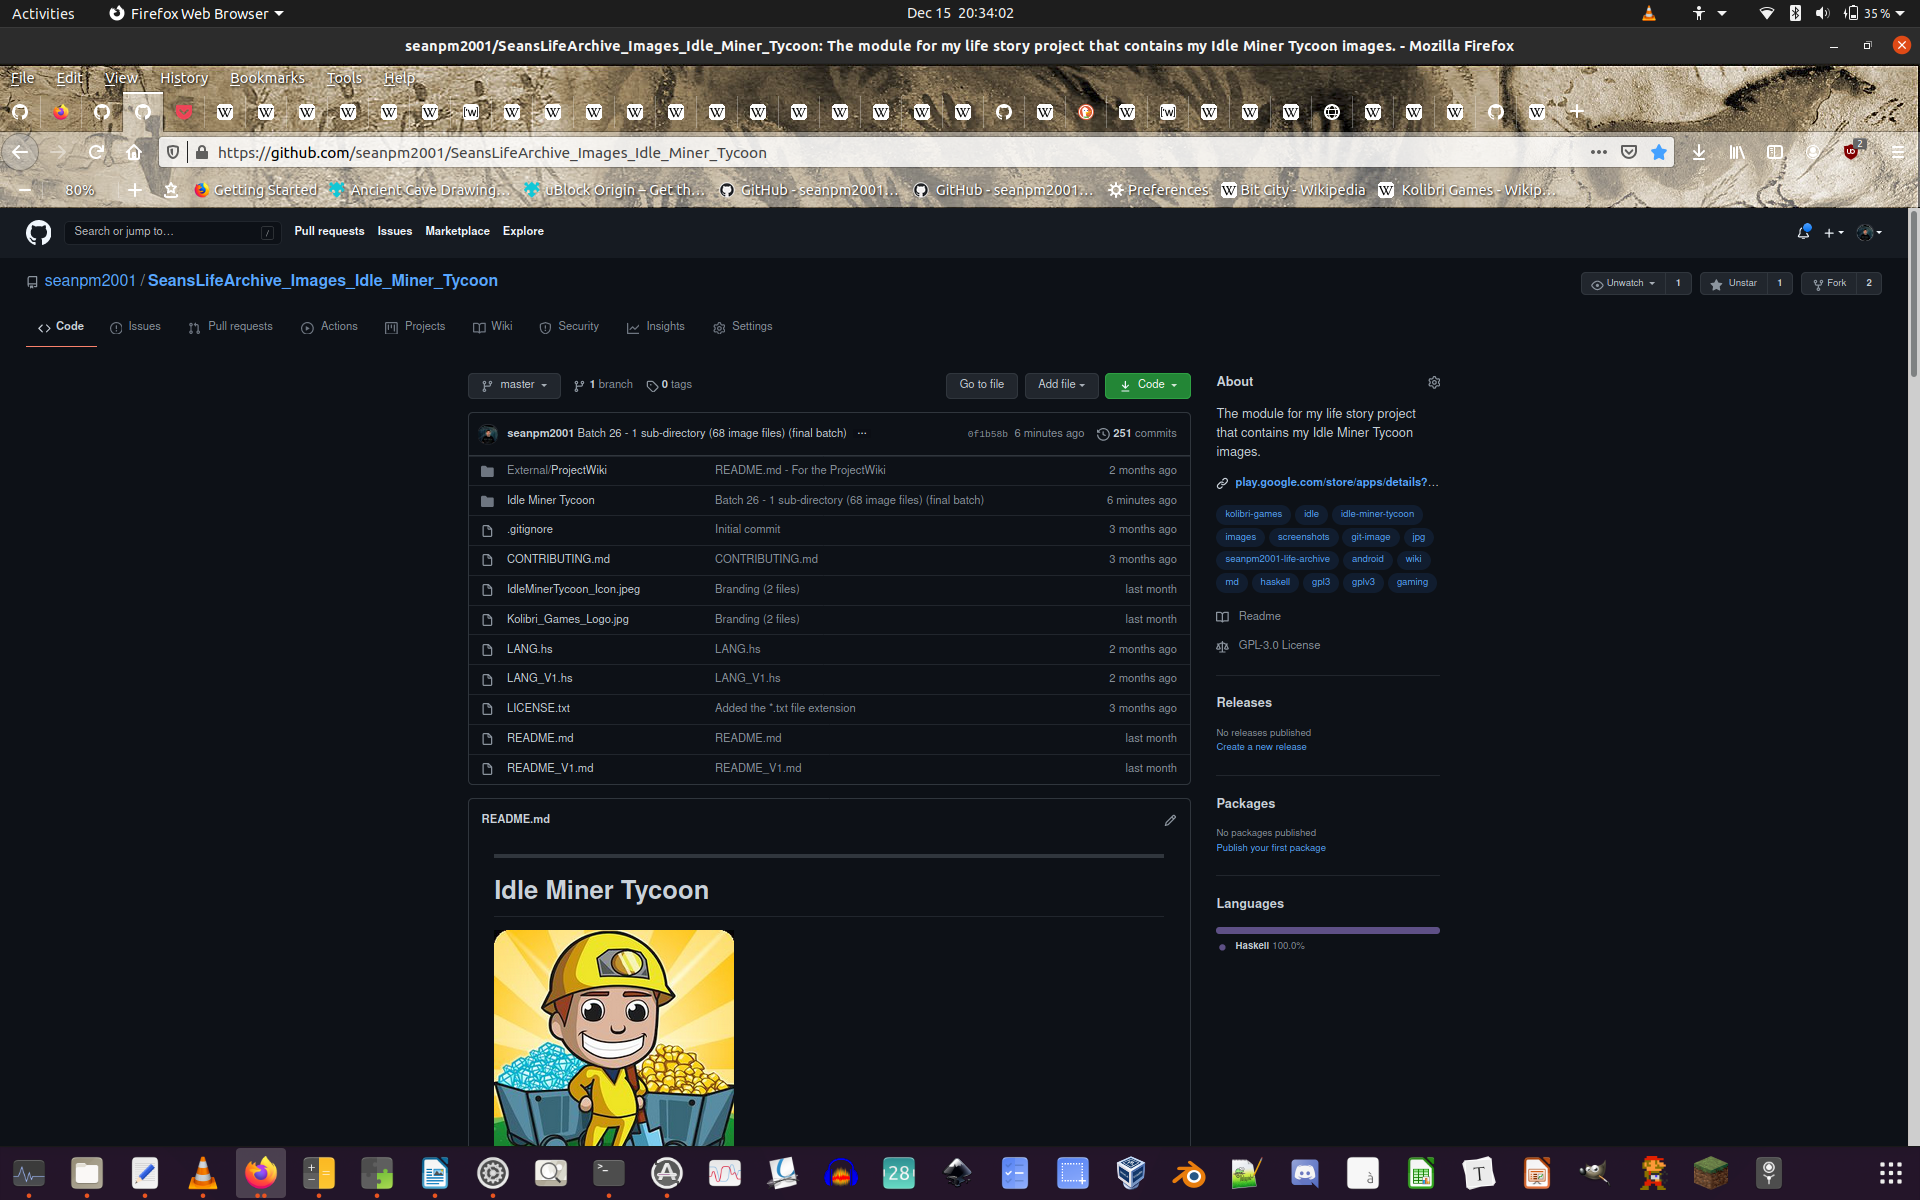 Activities Firefox Web Browser Dec 15 20:34:02 35 %
seanpm2001/SeansLifeArchive_Images_Idle_Miner_Tycoon: The module for my life story project that contains my Idle Miner Tycoon images. - Mozilla Firefox
File Edit View History Bookmarks Tools Help
https://github.com/seanpm2001/SeansLifeArchive_Images_Idle_Miner_Tycoon 2
80% Getting Started Ancient Cave Drawing… uBlock Origin – Get th… GitHub - seanpm2001… GitHub - seanpm2001… Preferences Bit City - Wikipedia Kolibri Games - Wikip…
Search or jump to… / Pull requests Issues Marketplace Explore
seanpm2001 / SeansLifeArchive_Images_Idle_Miner_Tycoon Unwatch 1 Unstar 1 Fork 2
Code Issues Pull requests Actions Projects Wiki Security Insights Settings
master 1 branch 0 tags Go to file Add file Code
seanpm2001 Batch 26 - 1 sub-directory (68 image files) (final batch) ... 0f1b58b 6 minutes ago 251 commits
External/ProjectWiki README.md - For the ProjectWiki 2 months ago
Idle Miner Tycoon Batch 26 - 1 sub-directory (68 image files) (final batch) 6 minutes ago
.gitignore Initial commit 3 months ago
CONTRIBUTING.md CONTRIBUTING.md 3 months ago
IdleMinerTycoon_Icon.jpeg Branding (2 files) last month
Kolibri_Games_Logo.jpg Branding (2 files) last month
LANG.hs LANG.hs 2 months ago
LANG_V1.hs LANG_V1.hs 2 months ago
LICENSE.txt Added the *.txt file extension 3 months ago
README.md README.md last month
README_V1.md README_V1.md last month
README.md
Idle Miner Tycoon
About
The module for my life story project
that contains my Idle Miner Tycoon
images.
play.google.com/store/apps/details?…
kolibri-games idle idle-miner-tycoon
images screenshots git-image jpg
seanpm2001-life-archive android wiki
md haskell gpl3 gplv3 gaming
Readme
GPL-3.0 License
Releases
No releases published
Create a new release
Packages
No packages published
Publish your first package
Languages
Haskell 100.0%
28